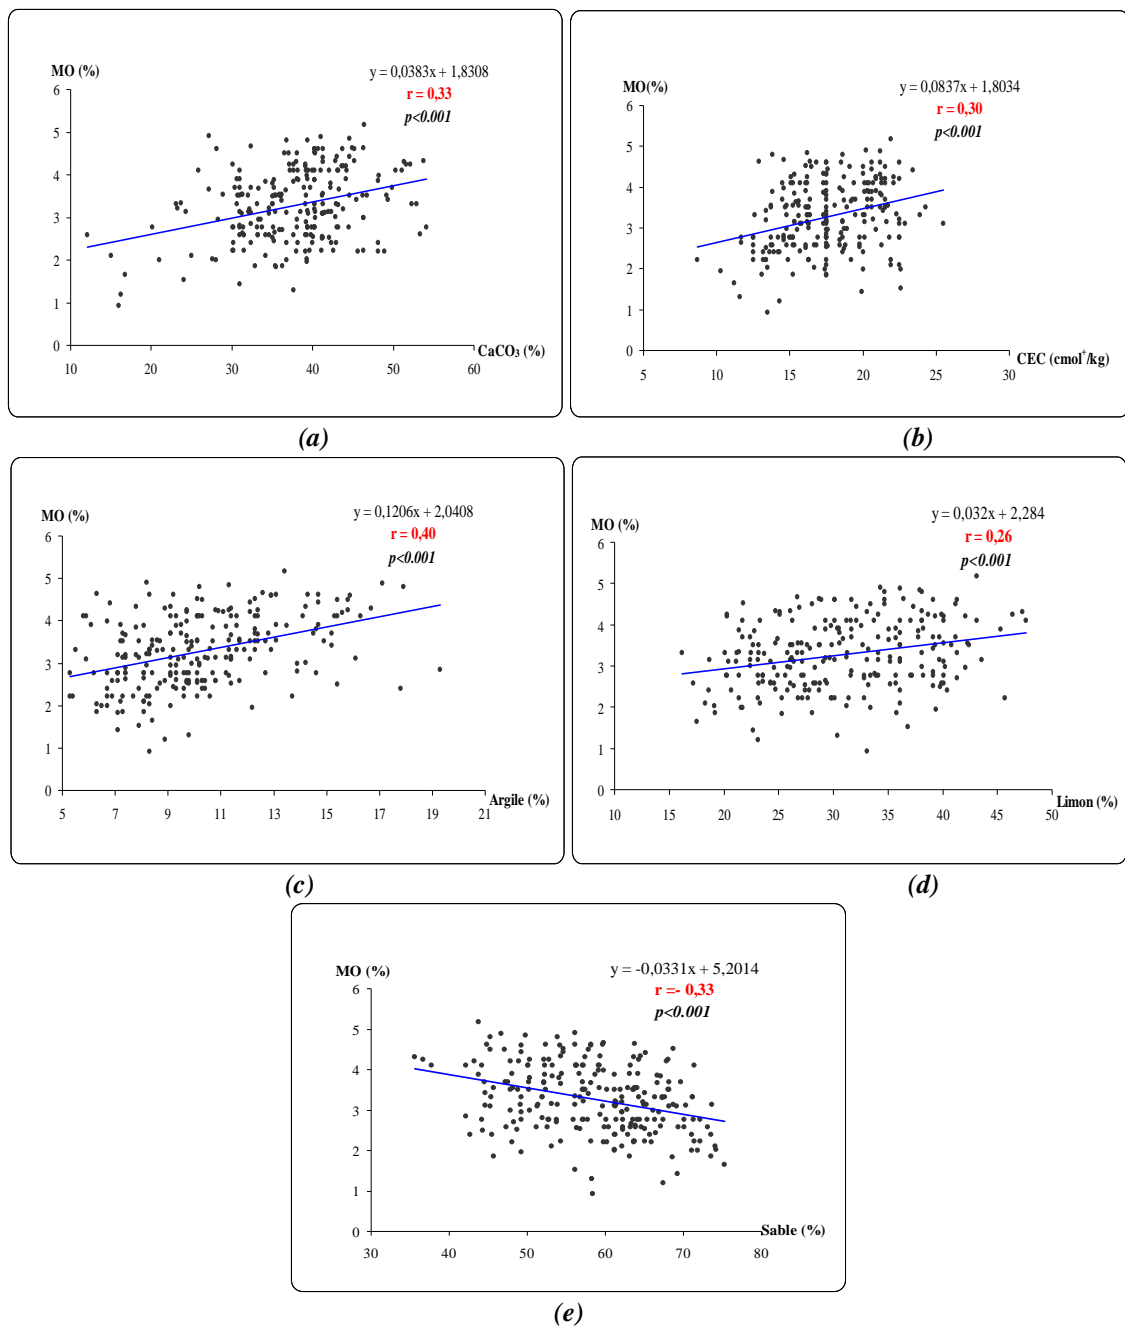 MO (%)
y = 0,0383x + 1,8308
r = 0,33
p<0.001
6
5
4
3
2
1
0
CaCO₃ (%)
10 20 30 40 50 60
(a)
MO(%)
y = 0,0837x + 1,8034
r = 0,30
p<0.001
6
5
4
3
2
1
0
CEC (cmol⁺/kg)
5 10 15 20 25 30
(b)
MO (%)
y = 0,1206x + 2,0408
r = 0,40
p<0.001
6
5
4
3
2
1
0
Argile (%)
5 7 9 11 13 15 17 19 21
(c)
MO (%)
y = 0,032x + 2,284
r = 0,26
p<0.001
6
5
4
3
2
1
0
Limon (%)
10 15 20 25 30 35 40 45 50
(d)
MO (%)
y = -0,0331x + 5,2014
r =- 0,33
p<0.001
6
5
4
3
2
1
0
Sable (%)
30 40 50 60 70 80
(e)